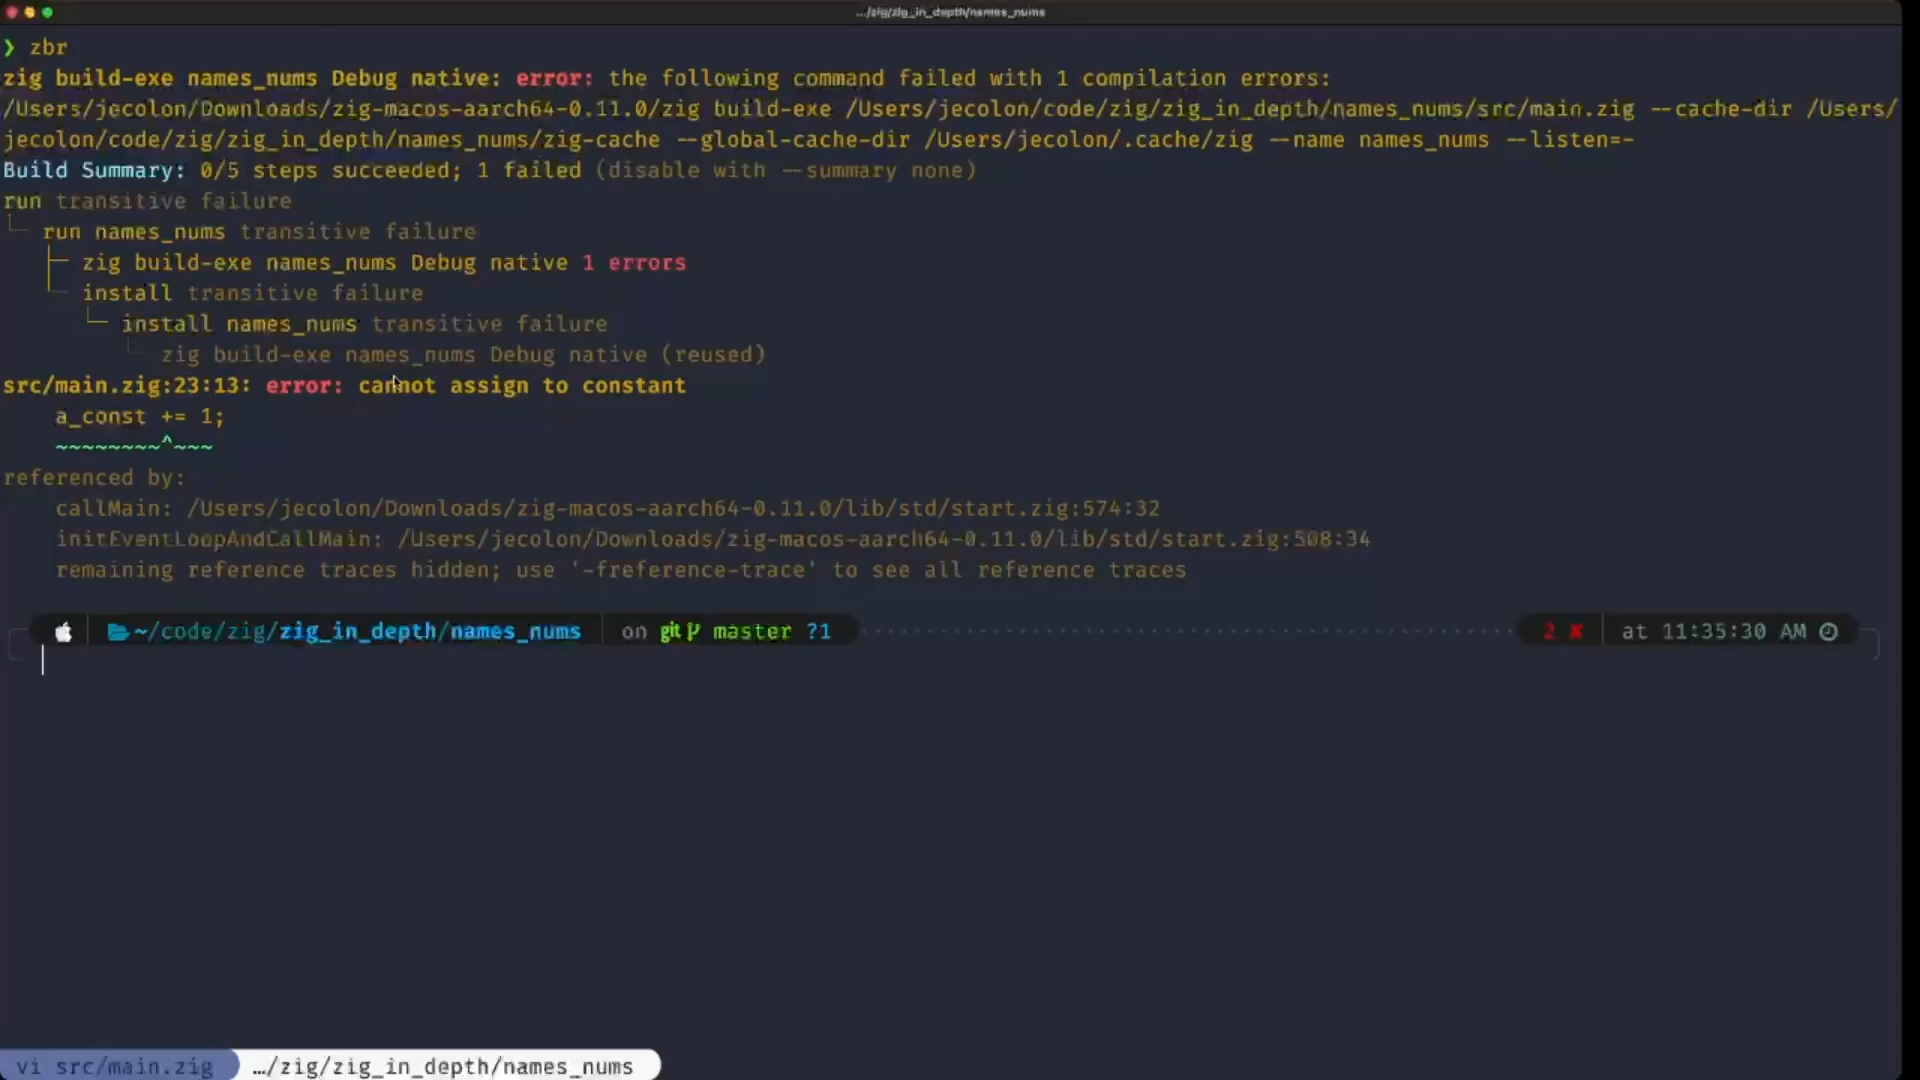 .../zig/zig_in_depth/names_nums
❯ zbr
zig build-exe names_nums Debug native: error: the following command failed with 1 compilation errors:
/Users/jecolon/Downloads/zig-macos-aarch64-0.11.0/zig build-exe /Users/jecolon/code/zig/zig_in_depth/names_nums/src/main.zig --cache-dir /Users/
jecolon/code/zig/zig_in_depth/names_nums/zig-cache --global-cache-dir /Users/jecolon/.cache/zig --name names_nums --listen=-
Build Summary: 0/5 steps succeeded; 1 failed (disable with --summary none)
run transitive failure
└─ run names_nums transitive failure
├─ zig build-exe names_nums Debug native 1 errors
└─ install transitive failure
└─ install names_nums transitive failure
└─ zig build-exe names_nums Debug native (reused)
src/main.zig:23:13: error: cannot assign to constant
a_const += 1;
~~~~~~~~^~~~
referenced by:
callMain: /Users/jecolon/Downloads/zig-macos-aarch64-0.11.0/lib/std/start.zig:574:32
initEventLoopAndCallMain: /Users/jecolon/Downloads/zig-macos-aarch64-0.11.0/lib/std/start.zig:508:34
remaining reference traces hidden; use '-freference-trace' to see all reference traces
~/code/zig/zig_in_depth/names_nums on git master ?1 2 ✘ at 11:35:30 AM
vi src/main.zig …/zig/zig_in_depth/names_nums